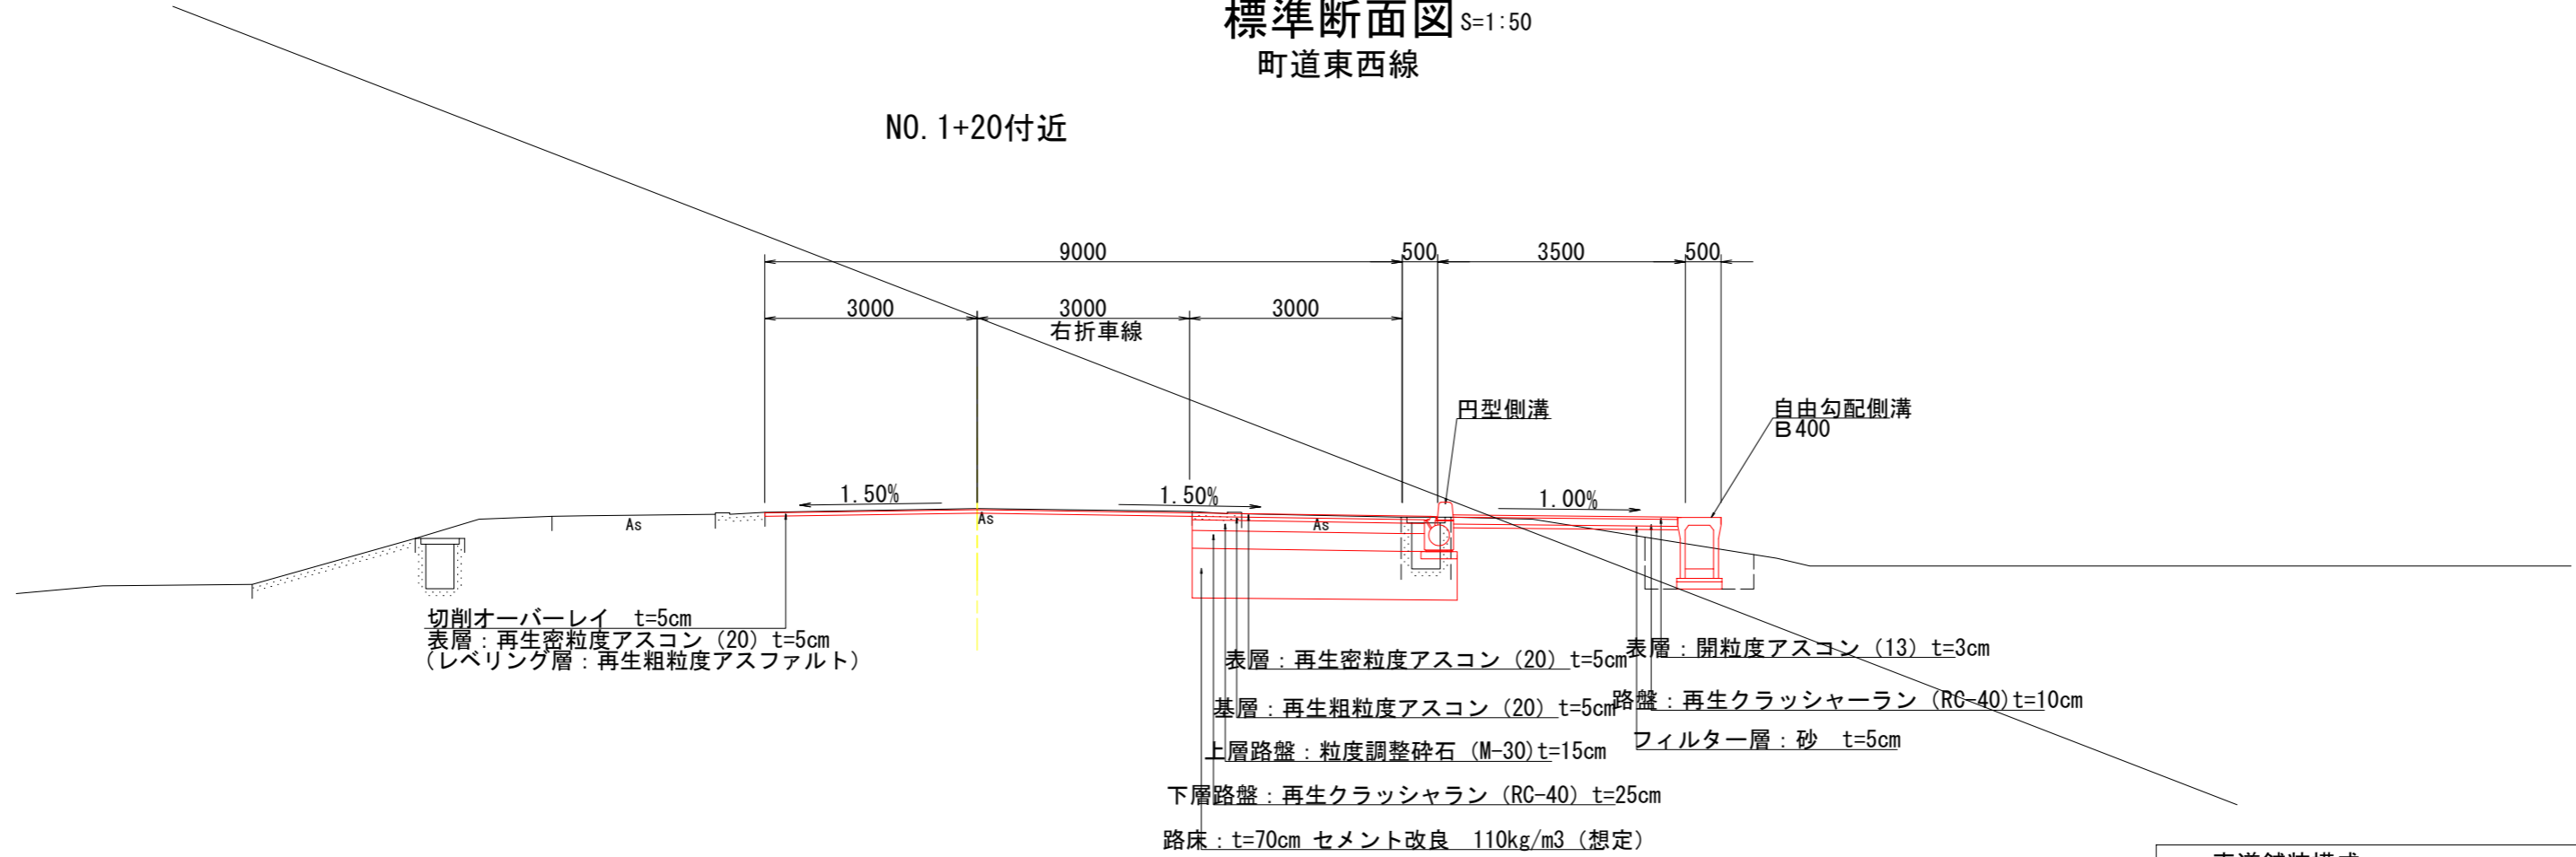 標準断面図 S=1:50
町道東西線
NO.1+20付近
9000 500 3500 500
3000 3000 3000
右折車線
円型側溝
自由勾配側溝
B400
1.50% 1.50% 1.00%
As As As
切削オーバーレイ t=5cm
表層：再生密粒度アスコン（20）t=5cm
（レベリング層：再生粗粒度アスファルト）
表層：再生密粒度アスコン（20）t=5cm
基層：再生粗粒度アスコン（20）t=5cm
上層路盤：粒度調整砕石（M-30)t=15cm
下層路盤：再生クラッシャラン（RC-40）t=25cm
路床：t=70cm セメント改良 110kg/m3（想定）
表層：開粒度アスコン（13）t=3cm
路盤：再生クラッシャーラン（RC-40)t=10cm
フィルター層：砂 t=5cm